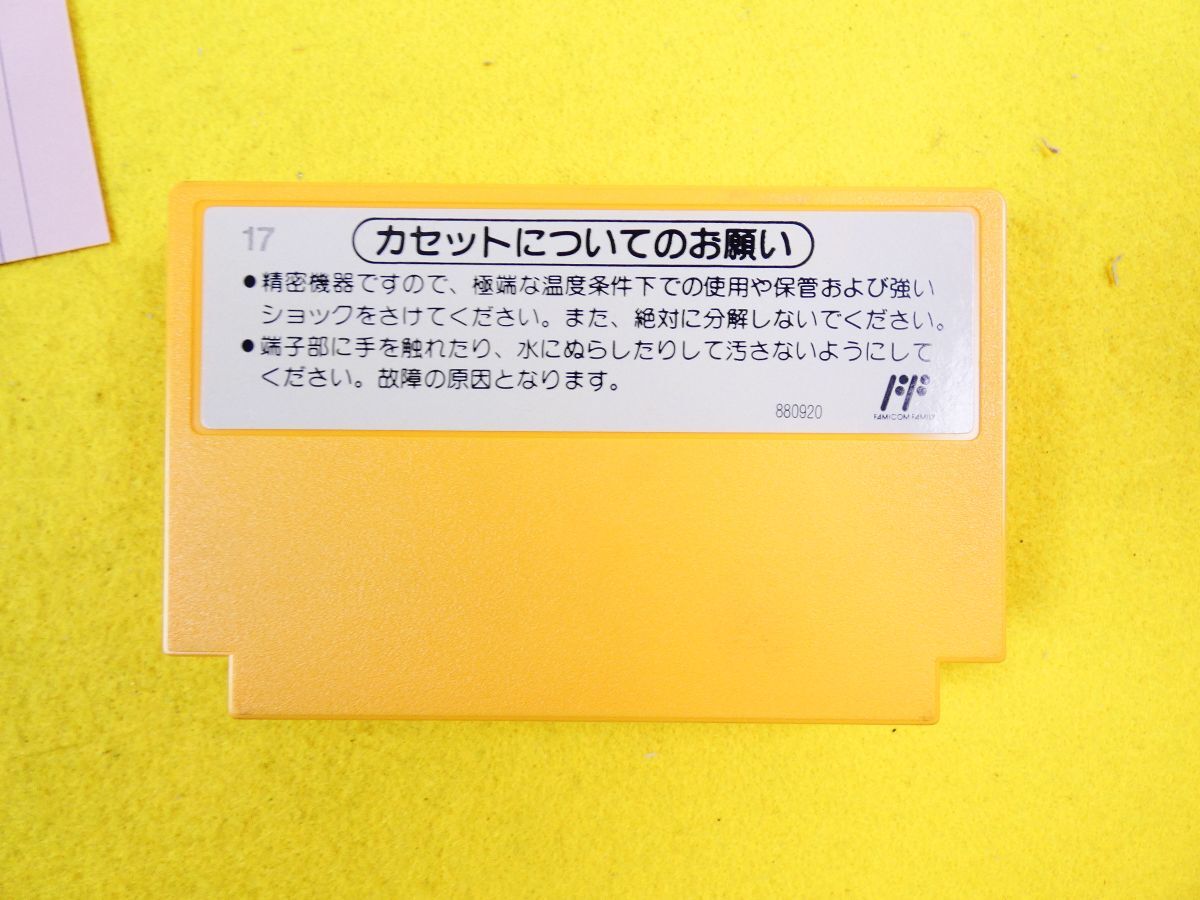 17
カセットについてのお願い
●精密機器ですので、極端な温度条件下での使用や保管および強い
ショックをさけてください。また、絶対に分解しないでください。
●端子部に手を触れたり、水にぬらしたりして汚さないようにして
ください。故障の原因となります。
880920
FAMICOM FAMILY